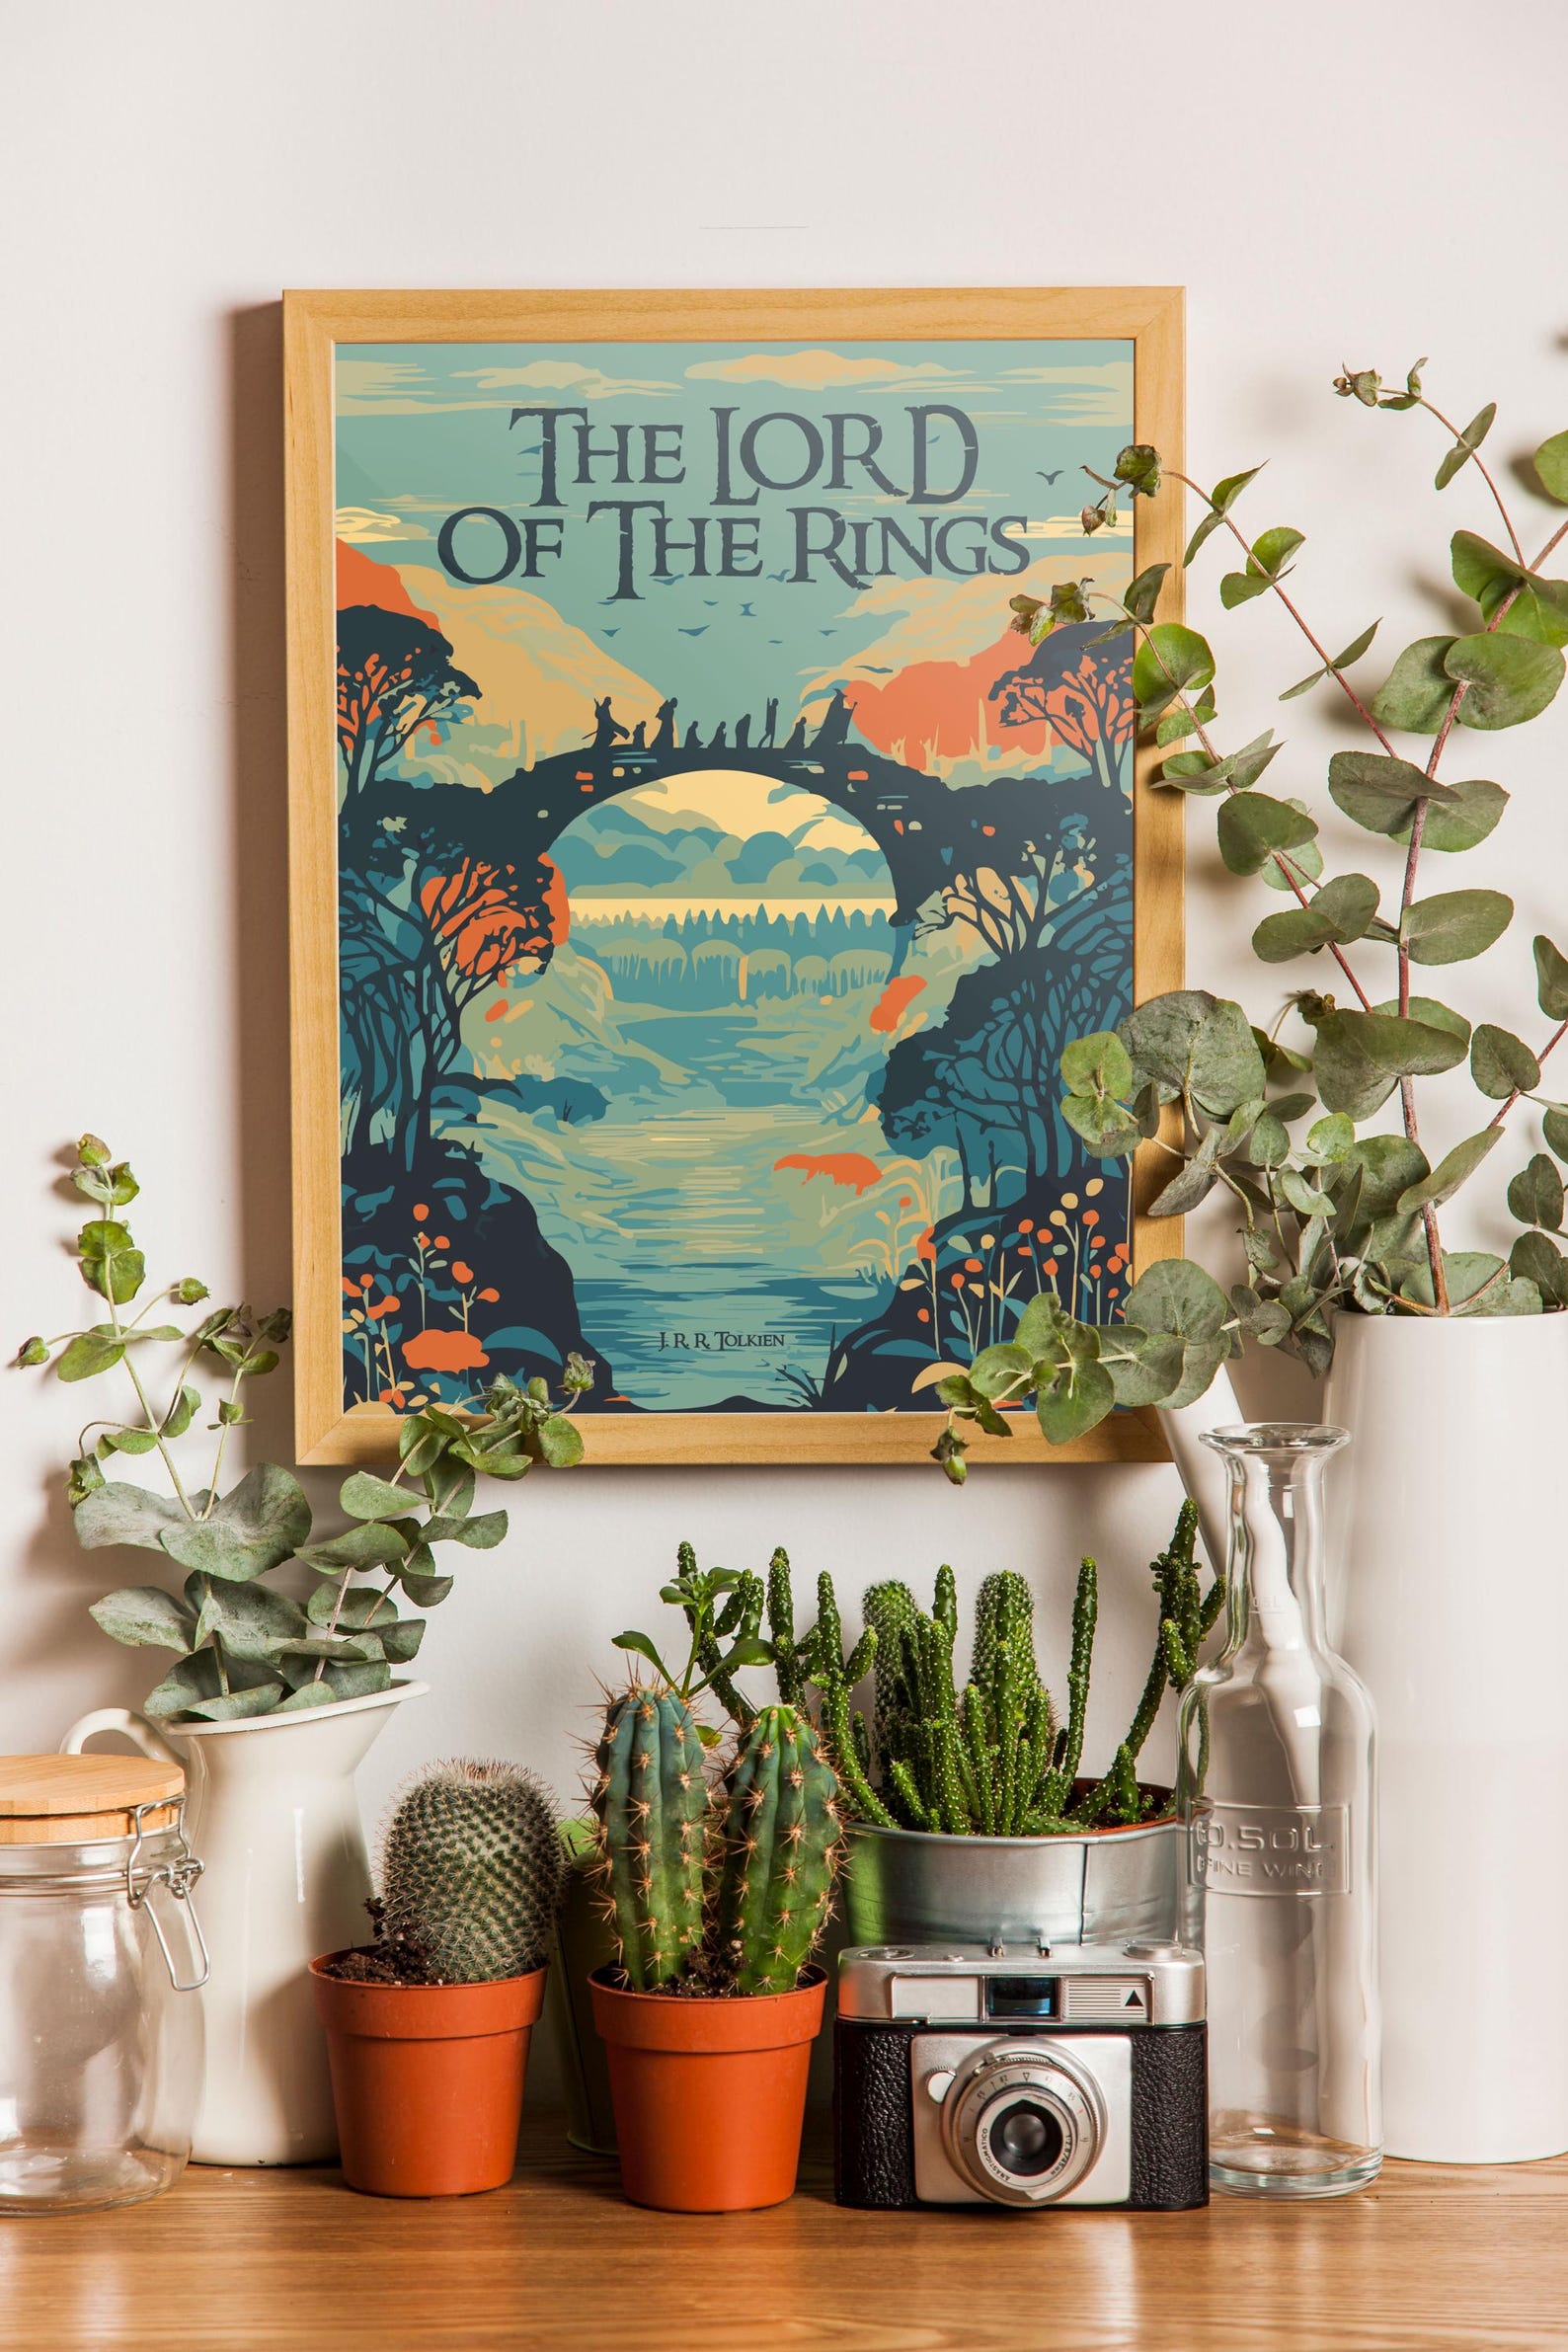 THE LORD
OF THE RINGS
J. R. R. TOLKIEN
0.50L
FINE WINE